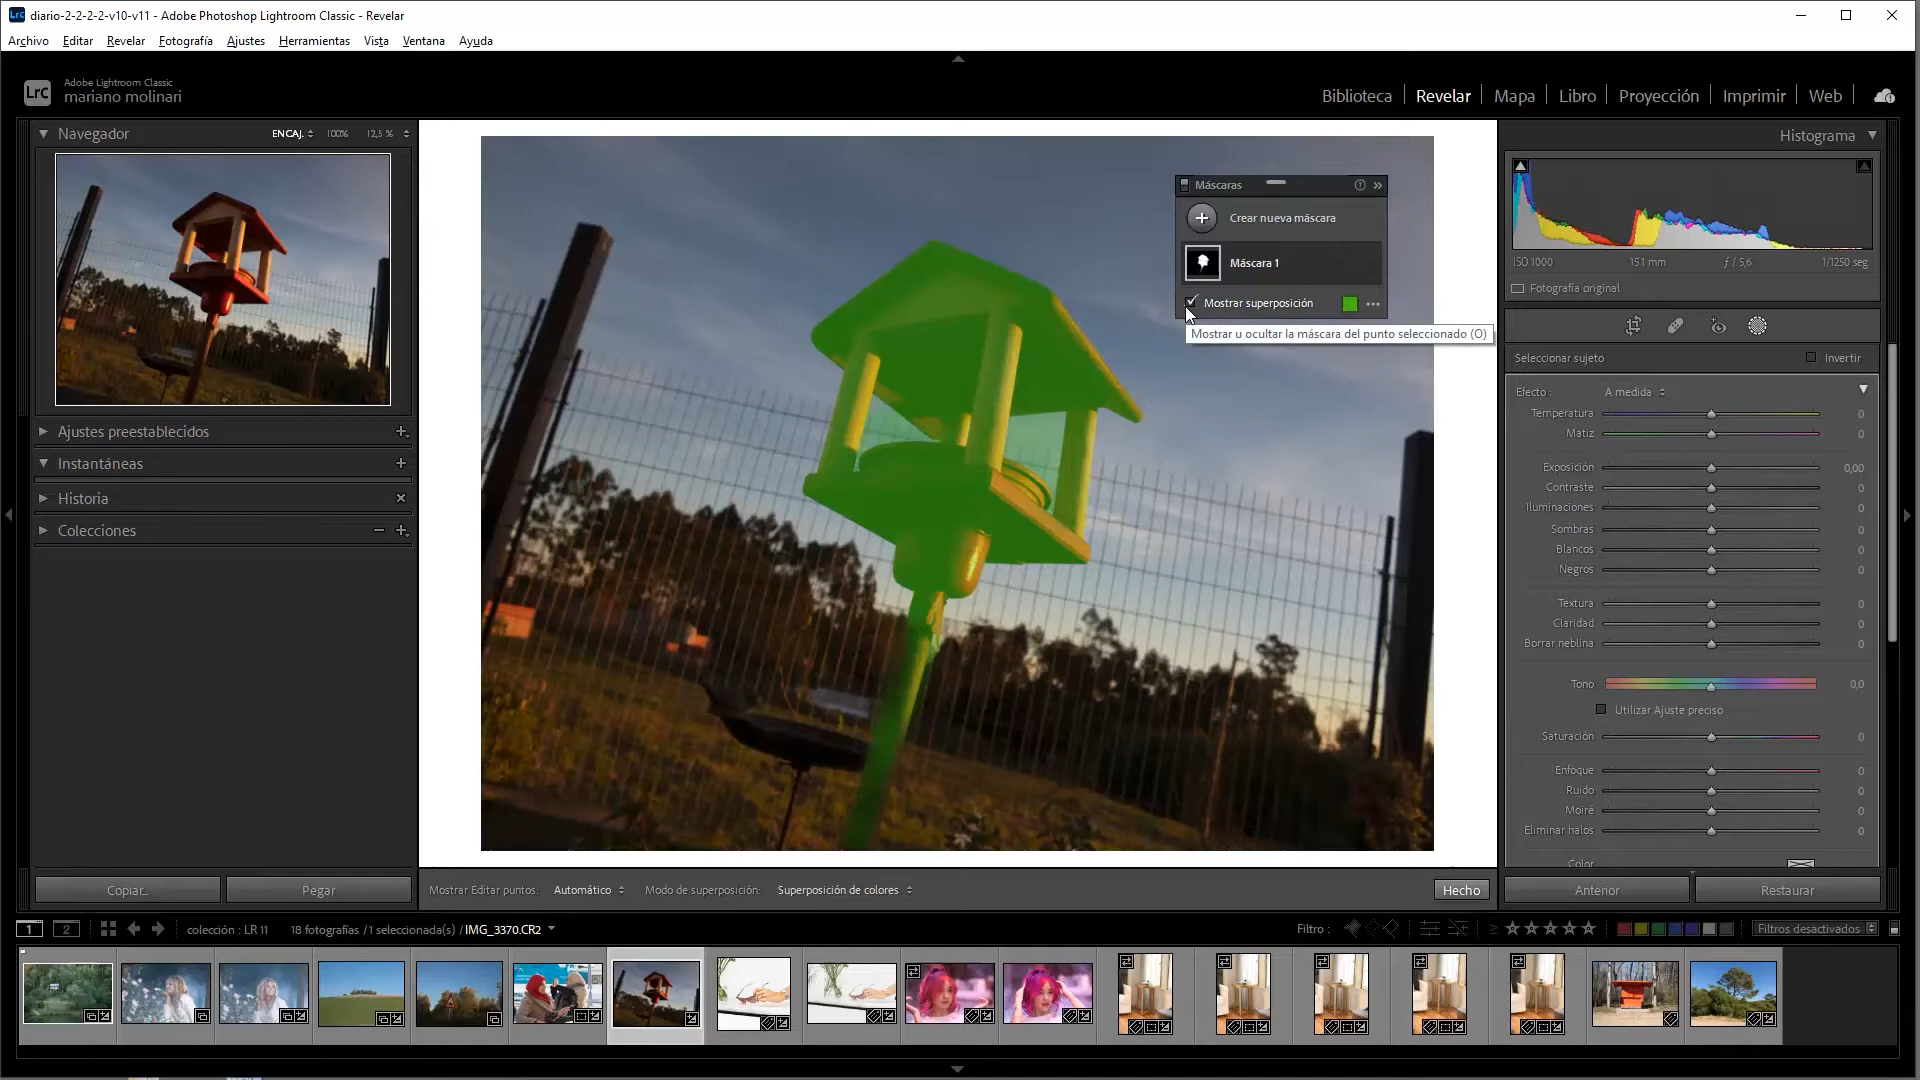 Lrc diario-2-2-2-2-v10-v11 - Adobe Photoshop Lightroom Classic - Revelar
Archivo Editar Revelar Fotografía Ajustes Herramientas Vista Ventana Ayuda
LrC Adobe Lightroom Classic
mariano molinari
Biblioteca Revelar Mapa Libro Proyección Imprimir Web
Navegador ENCAJ. 100% 12,5 %
Ajustes preestablecidos
Instantáneas
Historia
Colecciones
Copiar... Pegar
Máscaras
Crear nueva máscara
Máscara 1
Mostrar superposición
Mostrar u ocultar la máscara del punto seleccionado (O)
Mostrar Editar puntos: Automático Modo de superposición: Superposición de colores Hecho
Histograma
ISO 1000 15.1 mm ƒ / 5,6 1/1250 seg.
Fotografía original
Seleccionar sujeto Invertir
Efecto : A medida
Temperatura 0
Matiz 0
Exposición 0,00
Contraste 0
Iluminaciones 0
Sombras 0
Blancos 0
Negros 0
Textura 0
Claridad 0
Borrar neblina 0
Tono 0,0
Utilizar Ajuste preciso
Saturación 0
Enfoque 0
Ruido 0
Moiré 0
Eliminar halos 0
Color
Anterior Restaurar
1 2 colección : LR 11 18 fotografías /1 seleccionada(s) /IMG_3370.CR2 Filtro : ≥ Filtros desactivados